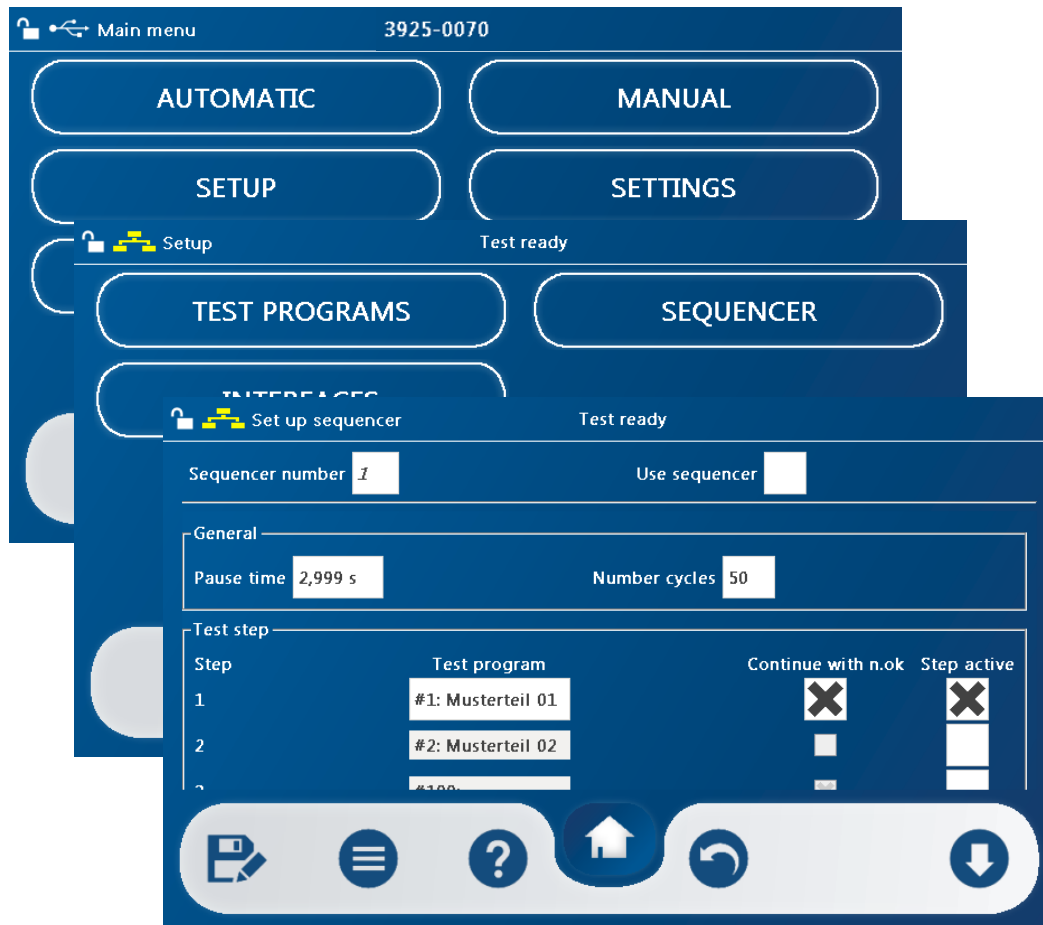 Main menu 3925-0070
AUTOMATIC MANUAL
SETUP SETTINGS
Setup Test ready
TEST PROGRAMS SEQUENCER
INTERFACES
Set up sequencer Test ready
Sequencer number 1 Use sequencer
General
Pause time 2,999 s Number cycles 50
Test step
Step Test program Continue with n.ok Step active
1 #1: Musterteil 01
2 #2: Musterteil 02